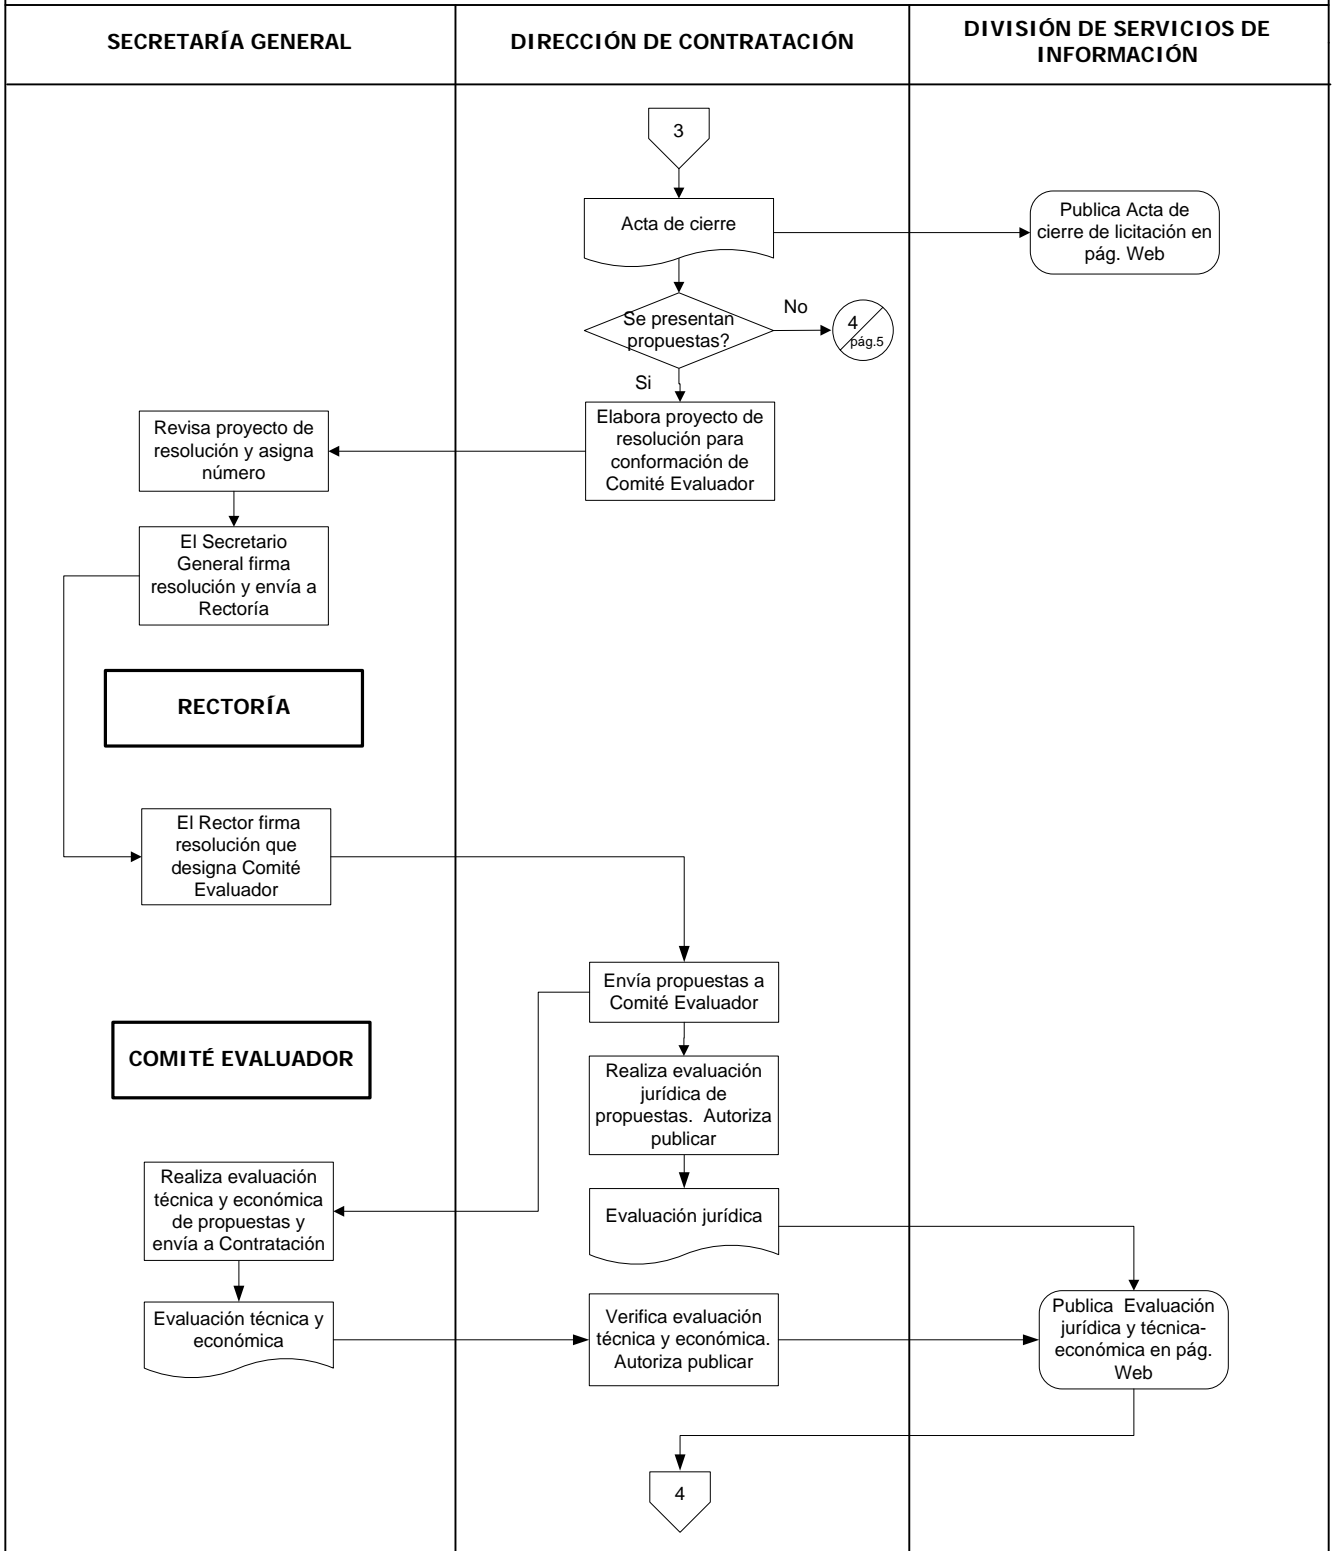 SECRETARÍA GENERAL
DIRECCIÓN DE CONTRATACIÓN
DIVISIÓN DE SERVICIOS DE
INFORMACIÓN
3
Acta de cierre
Publica Acta de
cierre de licitación en
pág. Web
Se presentan
propuestas?
No
4
pág.5
Si
Elabora proyecto de
resolución para
conformación de
Comité Evaluador
Revisa proyecto de
resolución y asigna
número
El Secretario
General firma
resolución y envía a
Rectoría
RECTORÍA
El Rector firma
resolución que
designa Comité
Evaluador
Envía propuestas a
Comité Evaluador
COMITÉ EVALUADOR
Realiza evaluación
jurídica de
propuestas. Autoriza
publicar
Realiza evaluación
técnica y económica
de propuestas y
envía a Contratación
Evaluación jurídica
Evaluación técnica y
económica
Verifica evaluación
técnica y económica.
Autoriza publicar
Publica Evaluación
jurídica y técnica-
económica en pág.
Web
4